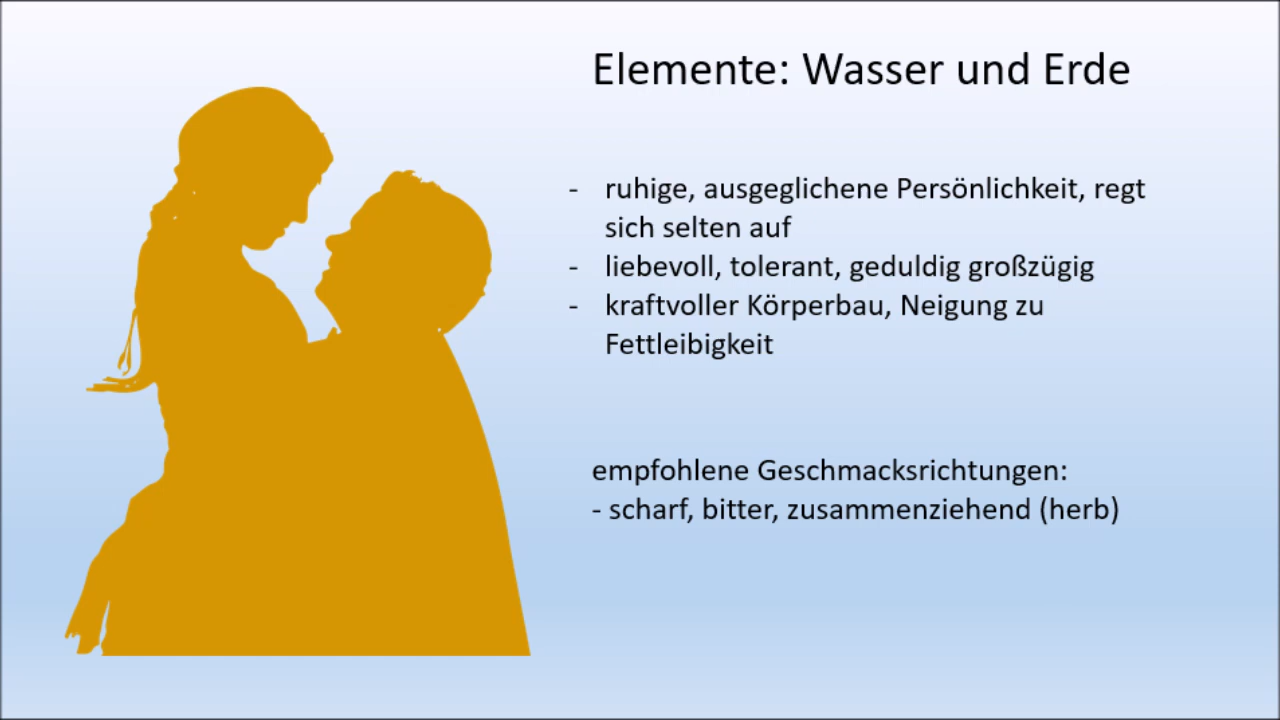 Elemente: Wasser und Erde
- ruhige, ausgeglichene Persönlichkeit, regt
sich selten auf
- liebevoll, tolerant, geduldig großzügig
- kraftvoller Körperbau, Neigung zu
Fettleibigkeit
empfohlene Geschmacksrichtungen:
- scharf, bitter, zusammenziehend (herb)